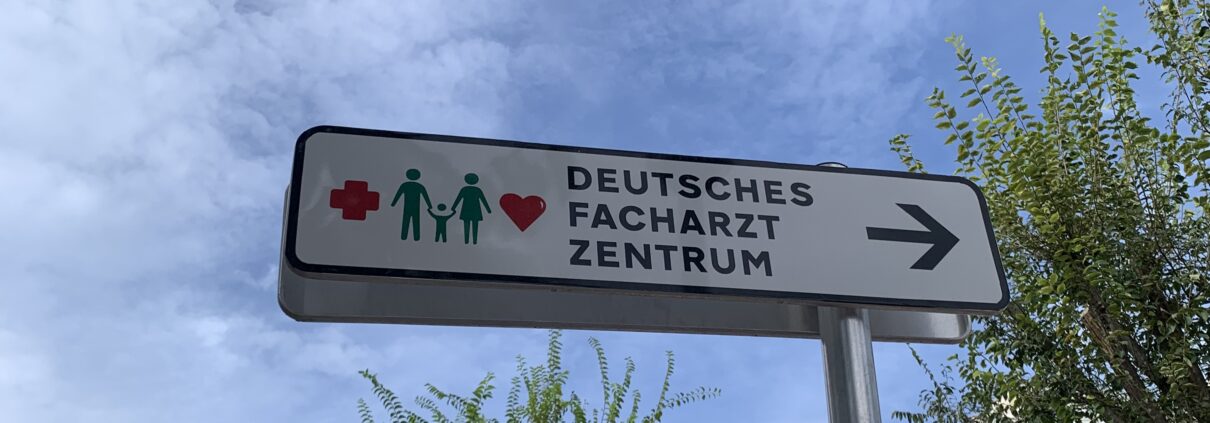 DEUTSCHES
FACHARZT
ZENTRUM